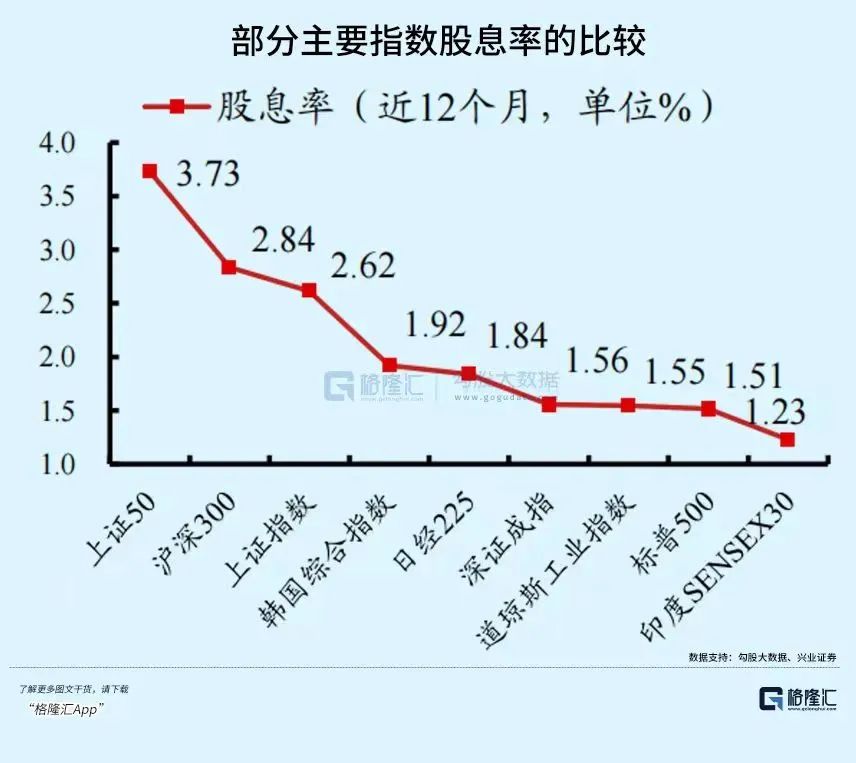 部分主要指数股息率的比较
股息率（近12个月，单位%）
4.0
3.5
3.0
2.5
2.0
1.5
1.0
3.73
2.84
2.62
1.92
1.84
1.56
1.55
1.51
1.23
格隆汇
www.gelonghui.com
勾股大数据
www.gogudata.com
上证50
沪深300
上证指数
韩国综合指数
日经225
深证成指
道琼斯工业指数
标普500
印度SENSEX30
数据支持：勾股大数据、兴业证券
了解更多图文干货，请下载
“格隆汇App”
格隆汇
www.gelonghui.com